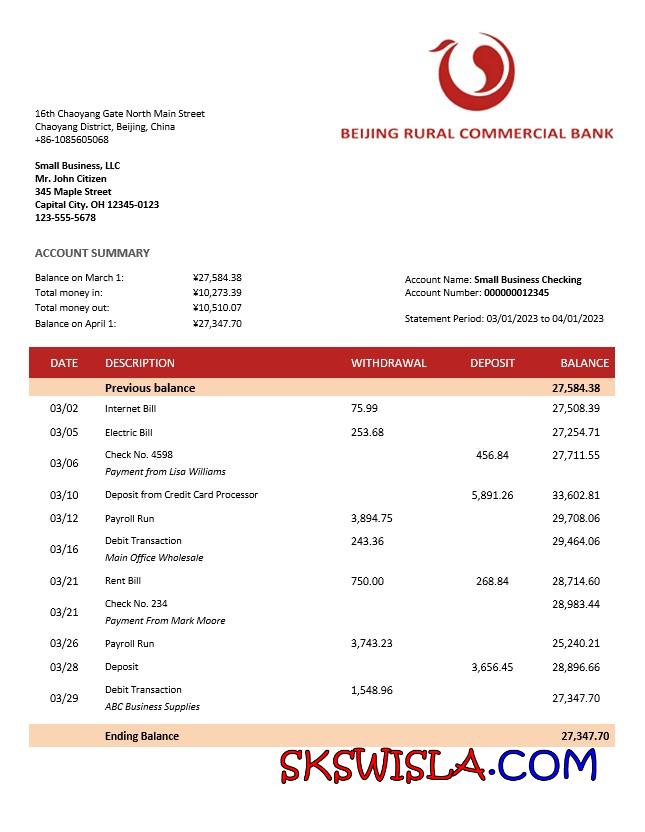 BEIJING RURAL COMMERCIAL BANK
16th Chaoyang Gate North Main Street
Chaoyang District, Beijing, China
+86-1085605068
Small Business, LLC
Mr. John Citizen
345 Maple Street
Capital City. OH 12345-0123
123-555-5678
ACCOUNT SUMMARY
Balance on March 1: ¥27,584.38
Total money in: ¥10,273.39
Total money out: ¥10,510.07
Balance on April 1: ¥27,347.70
Account Name: Small Business Checking
Account Number: 000000012345
Statement Period: 03/01/2023 to 04/01/2023
DATE DESCRIPTION WITHDRAWAL DEPOSIT BALANCE
Previous balance 27,584.38
03/02 Internet Bill 75.99 27,508.39
03/05 Electric Bill 253.68 27,254.71
03/06 Check No. 4598 456.84 27,711.55
Payment from Lisa Williams
03/10 Deposit from Credit Card Processor 5,891.26 33,602.81
03/12 Payroll Run 3,894.75 29,708.06
03/16 Debit Transaction 243.36 29,464.06
Main Office Wholesale
03/21 Rent Bill 750.00 268.84 28,714.60
03/21 Check No. 234 28,983.44
Payment From Mark Moore
03/26 Payroll Run 3,743.23 25,240.21
03/28 Deposit 3,656.45 28,896.66
03/29 Debit Transaction 1,548.96 27,347.70
ABC Business Supplies
Ending Balance 27,347.70
SKSWISLA.COM